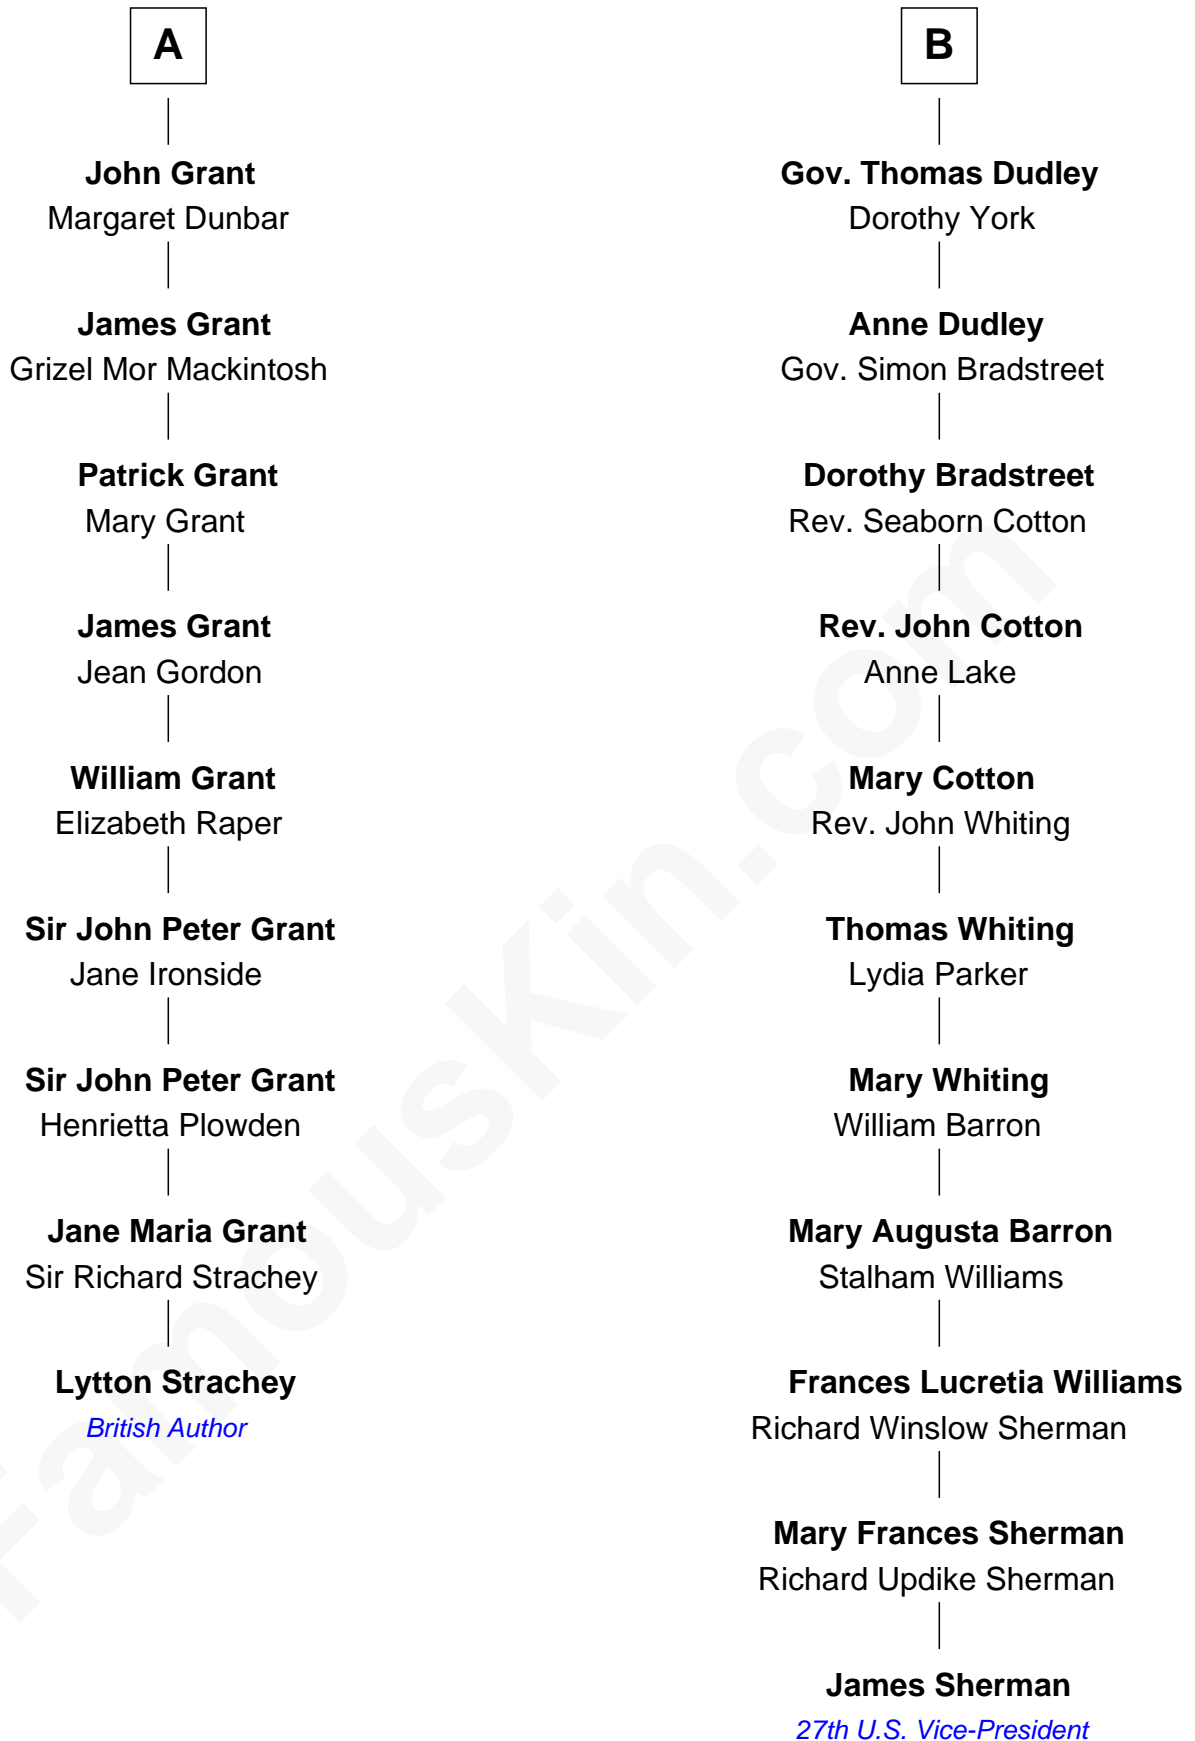 A
John Grant
Margaret Dunbar
James Grant
Grizel Mor Mackintosh
Patrick Grant
Mary Grant
James Grant
Jean Gordon
William Grant
Elizabeth Raper
Sir John Peter Grant
Jane Ironside
Sir John Peter Grant
Henrietta Plowden
Jane Maria Grant
Sir Richard Strachey
Lytton Strachey
British Author
B
Gov. Thomas Dudley
Dorothy York
Anne Dudley
Gov. Simon Bradstreet
Dorothy Bradstreet
Rev. Seaborn Cotton
Rev. John Cotton
Anne Lake
Mary Cotton
Rev. John Whiting
Thomas Whiting
Lydia Parker
Mary Whiting
William Barron
Mary Augusta Barron
Stalham Williams
Frances Lucretia Williams
Richard Winslow Sherman
Mary Frances Sherman
Richard Updike Sherman
James Sherman
27th U.S. Vice-President
FamousKin.com